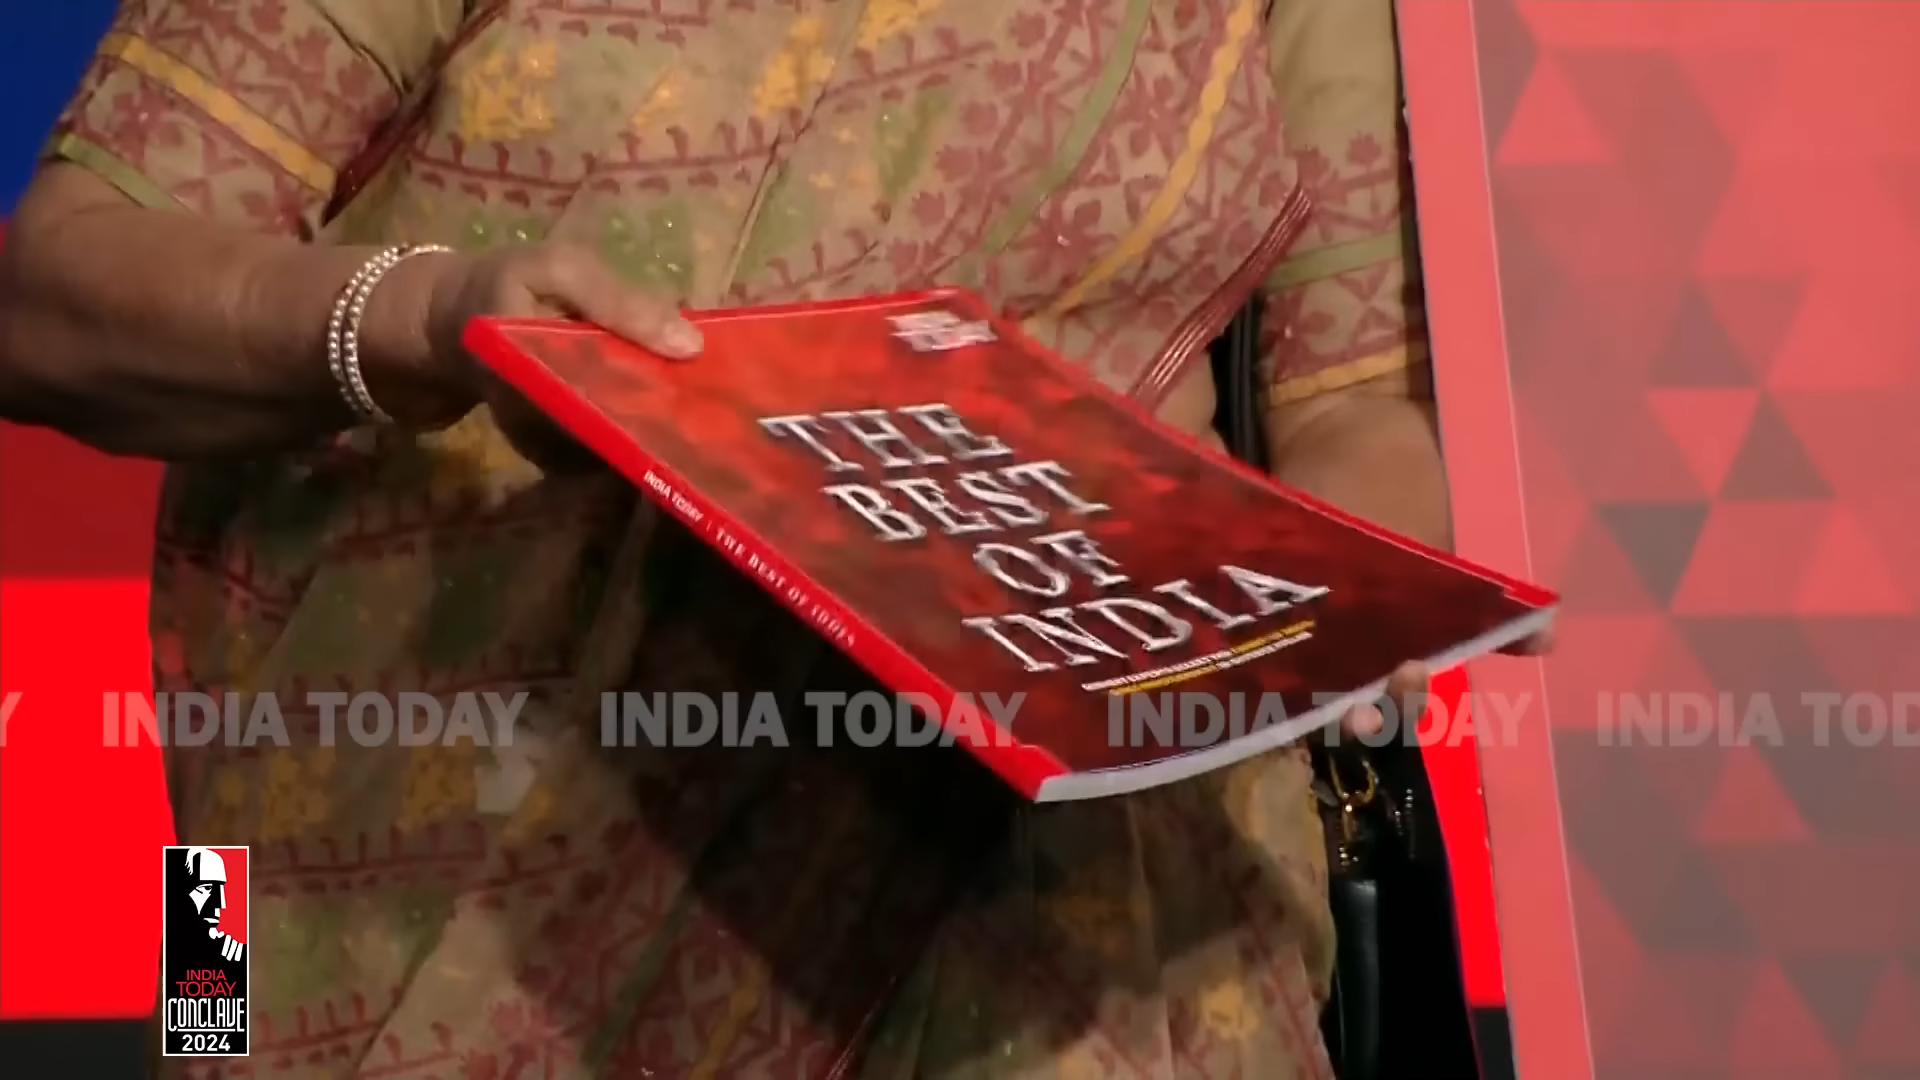 THE
BEST
OF
INDIA
INDIA TODAY | THE BEST OF INDIA
INDIA TODAY INDIA TODAY INDIA TODAY INDIA TOD
INDIA
TODAY
CONCLAVE
2024